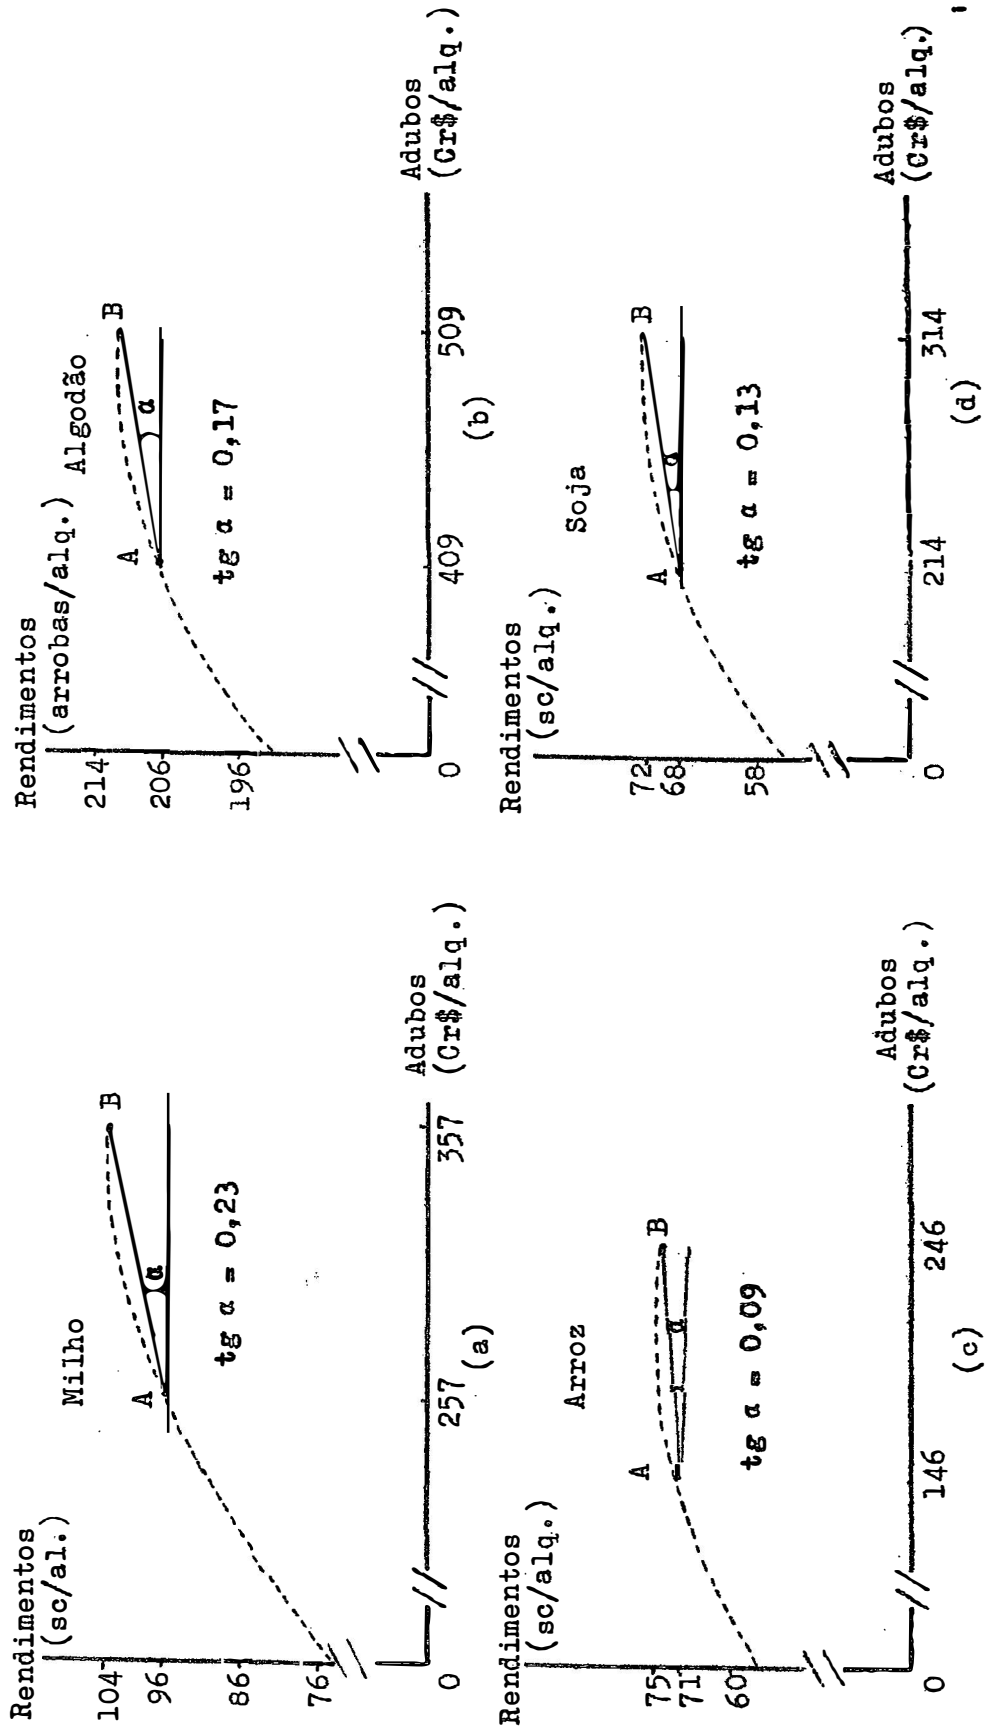 Rendimentos
(sc/al.)
Milho
104
96
86
76
A
B
α
tg α = 0,23
0
257
357
Adubos
(Cr$/alq.)
(a)
Rendimentos
(arrobas/alq.)
Algodão
214
206
196
A
B
α
tg α = 0,17
0
409
509
Adubos
(Cr$/alq.)
(b)
Rendimentos
(sc/alq.)
Arroz
75
71
60
A
B
α
tg α = 0,09
0
146
246
Adubos
(Cr$/alq.)
(c)
Rendimentos
(sc/alq.)
Soja
72
68
58
A
B
α
tg α = 0,13
0
214
314
Adubos
(Cr$/alq.)
(d)